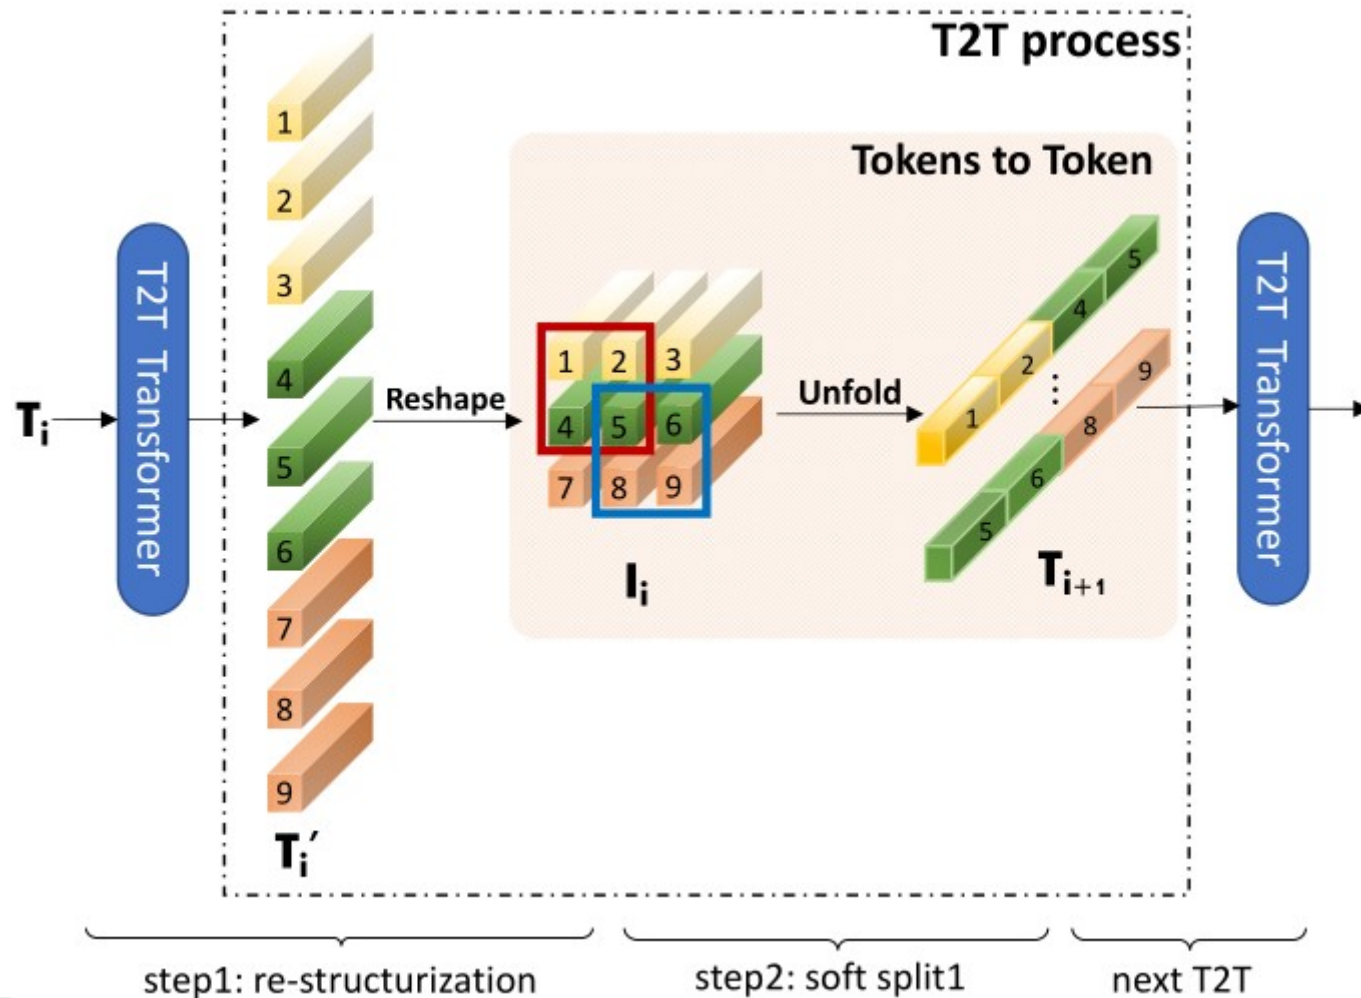 T2T process
Tokens to Token
1
2
3
4
5
6
7
8
9
Tᵢ
T2T Transformer
Reshape
1 2 3
4 5 6
7 8 9
Unfold
1 2 4 5
⋮
5 6 8 9
T2T Transformer
Tᵢ′
Iᵢ
Tᵢ₊₁
step1: re-structurization
step2: soft split1
next T2T